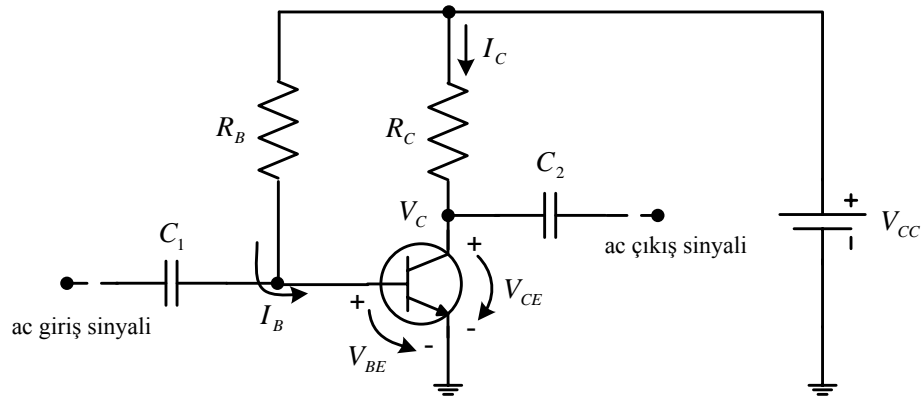 I_C
R_B
R_C
C_2
V_C
+
C_1
ac çıkış sinyali
V_CC
+
V_CE
ac giriş sinyali
I_B
+
-
V_BE
-